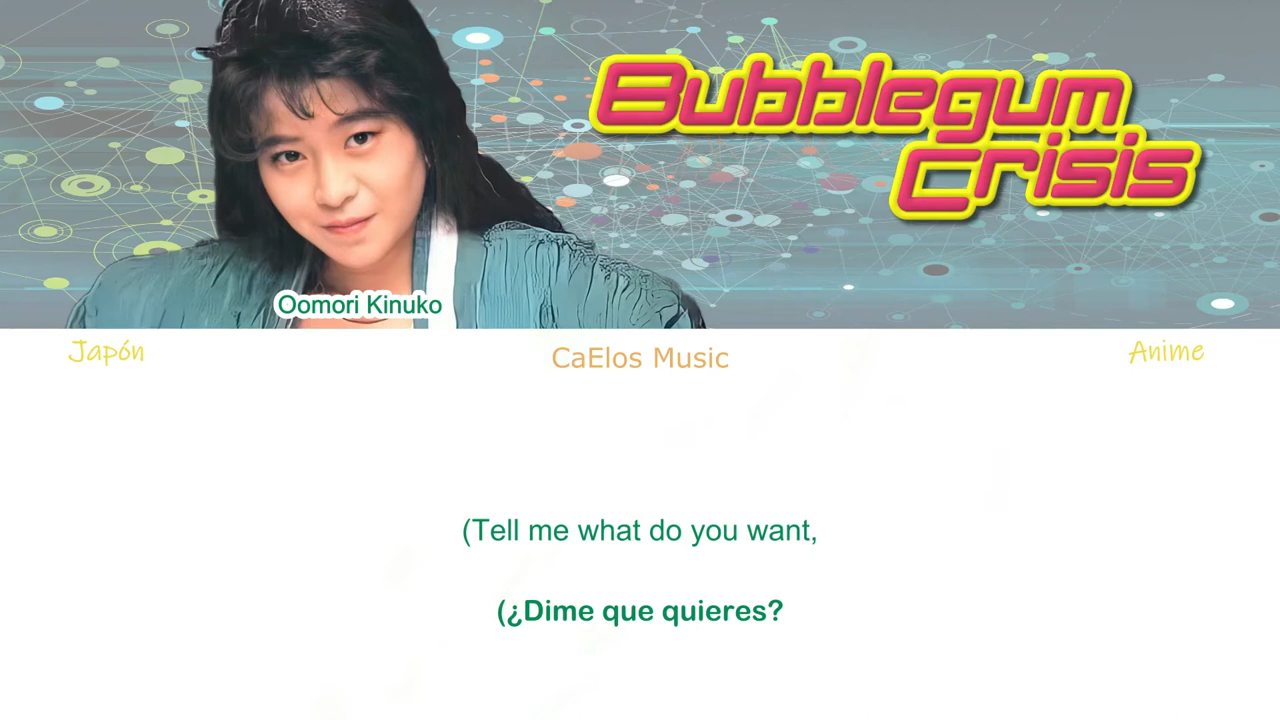 Bubblegum
Crisis
Oomori Kinuko
Japón
CaElos Music
Anime
(Tell me what do you want,
(¿Dime que quieres?